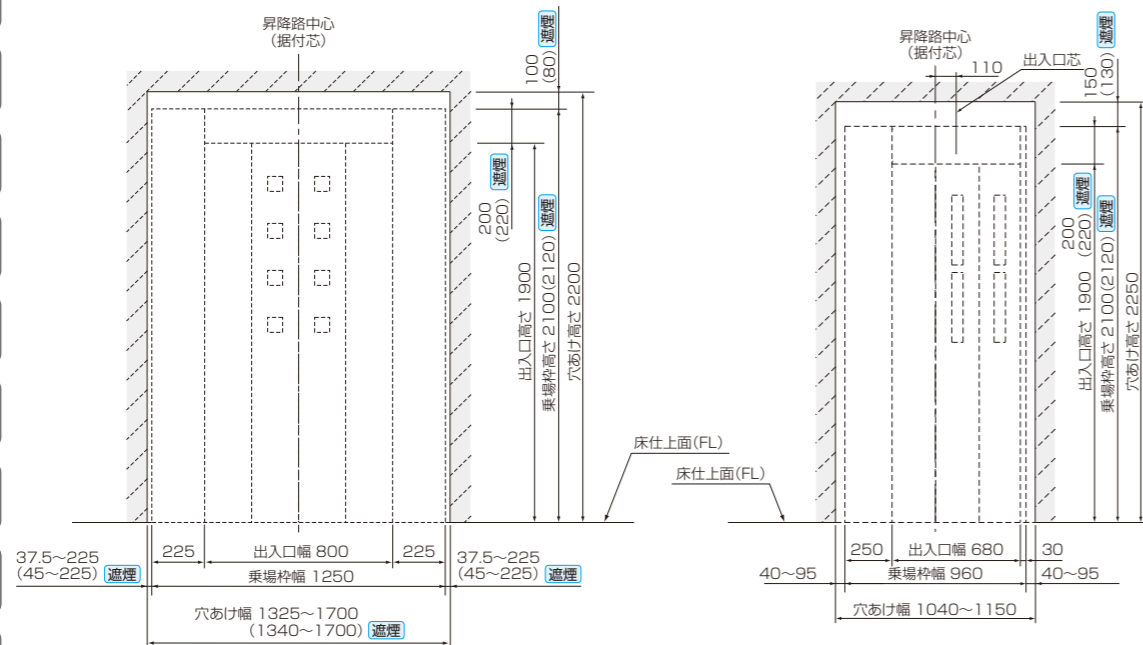 昇降路中心
(据付芯)
100
(80) 遮煙
200
(220) 遮煙
出入口高さ 1900
乗場枠高さ 2100(2120) 遮煙
穴あけ高さ 2200
床仕上面(FL)
225
出入口幅 800
225
37.5~225
(45~225) 遮煙
乗場枠幅 1250
37.5~225
(45~225) 遮煙
穴あけ幅 1325~1700
(1340~1700) 遮煙
昇降路中心
(据付芯)
110
出入口芯
150
(130) 遮煙
200
(220) 遮煙
出入口高さ 1900
乗場枠高さ 2100(2120) 遮煙
穴あけ高さ 2250
床仕上面(FL)
250
出入口幅 680
30
40~95
乗場枠幅 960
40~95
穴あけ幅 1040~1150